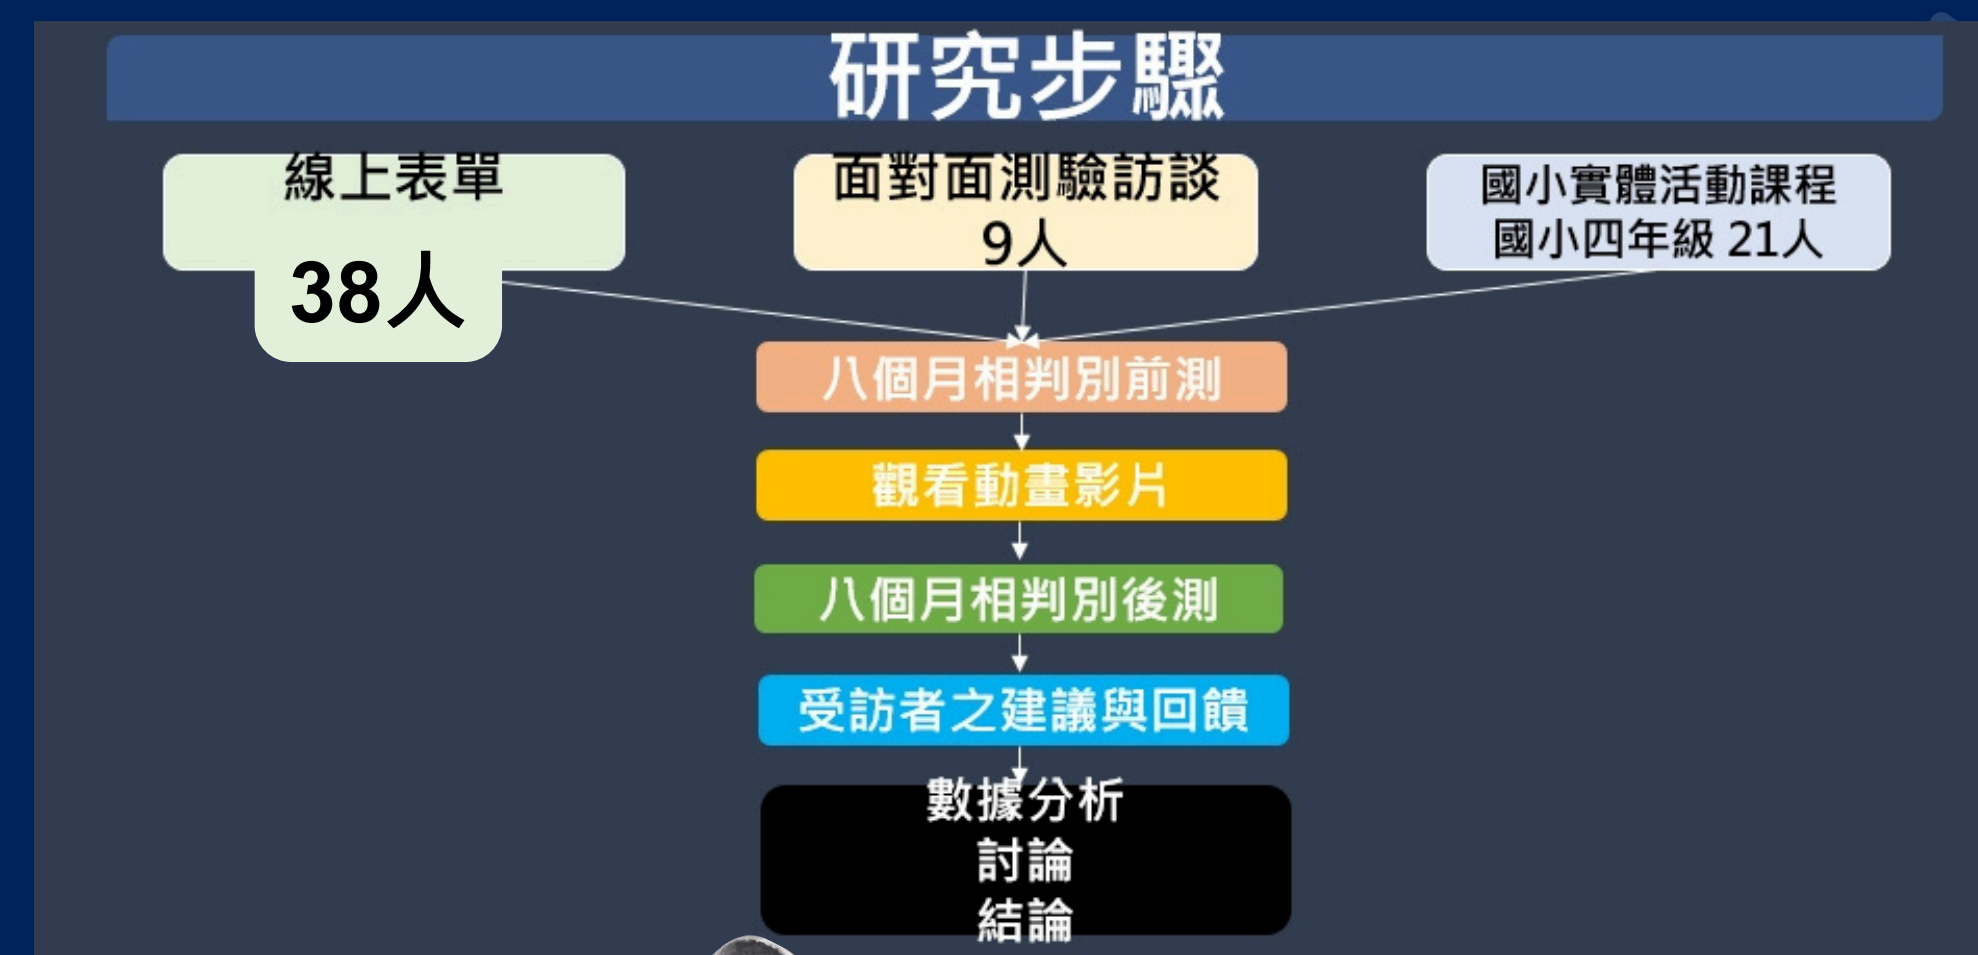 研究步驟
線上表單
38人
面對面測驗訪談
9人
國小實體活動課程
國小四年級 21人
八個月相判別前測
觀看動畫影片
八個月相判別後測
受訪者之建議與回饋
數據分析
討論
結論